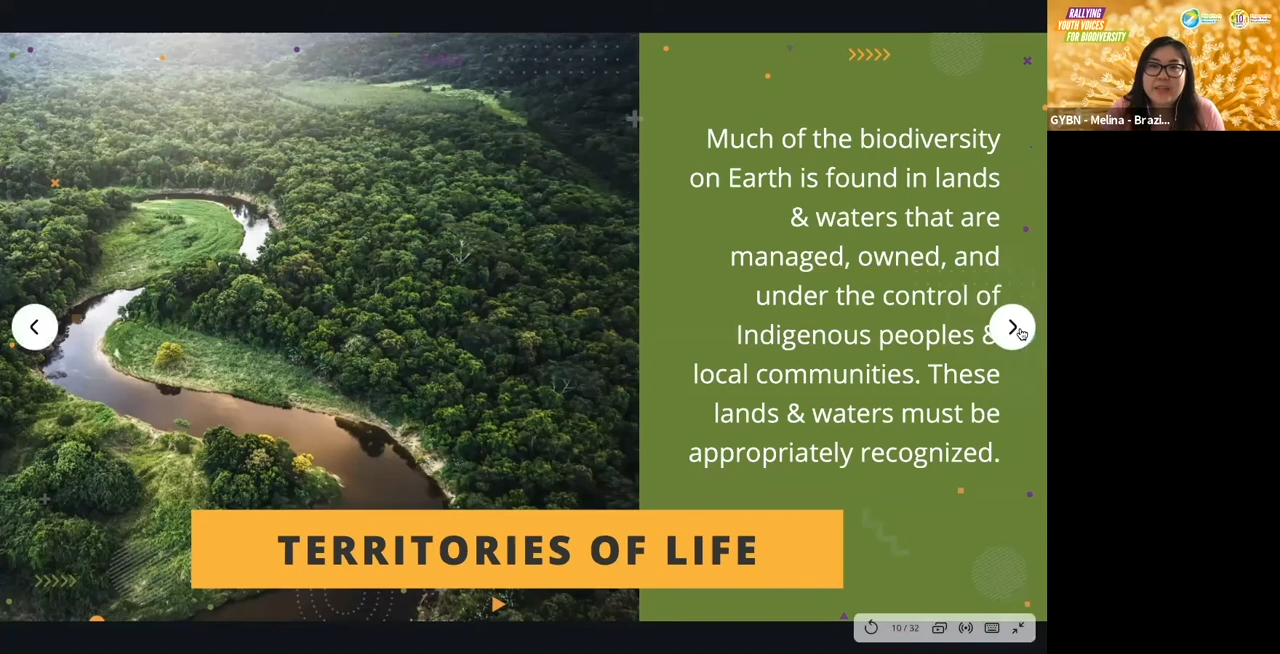 RALLYING
YOUTH VOICES
FOR BIODIVERSITY
GYBN - Melina - Brazi...
Much of the biodiversity
on Earth is found in lands
& waters that are
managed, owned, and
under the control of
Indigenous peoples &
local communities. These
lands & waters must be
appropriately recognized.
TERRITORIES OF LIFE
10 / 32